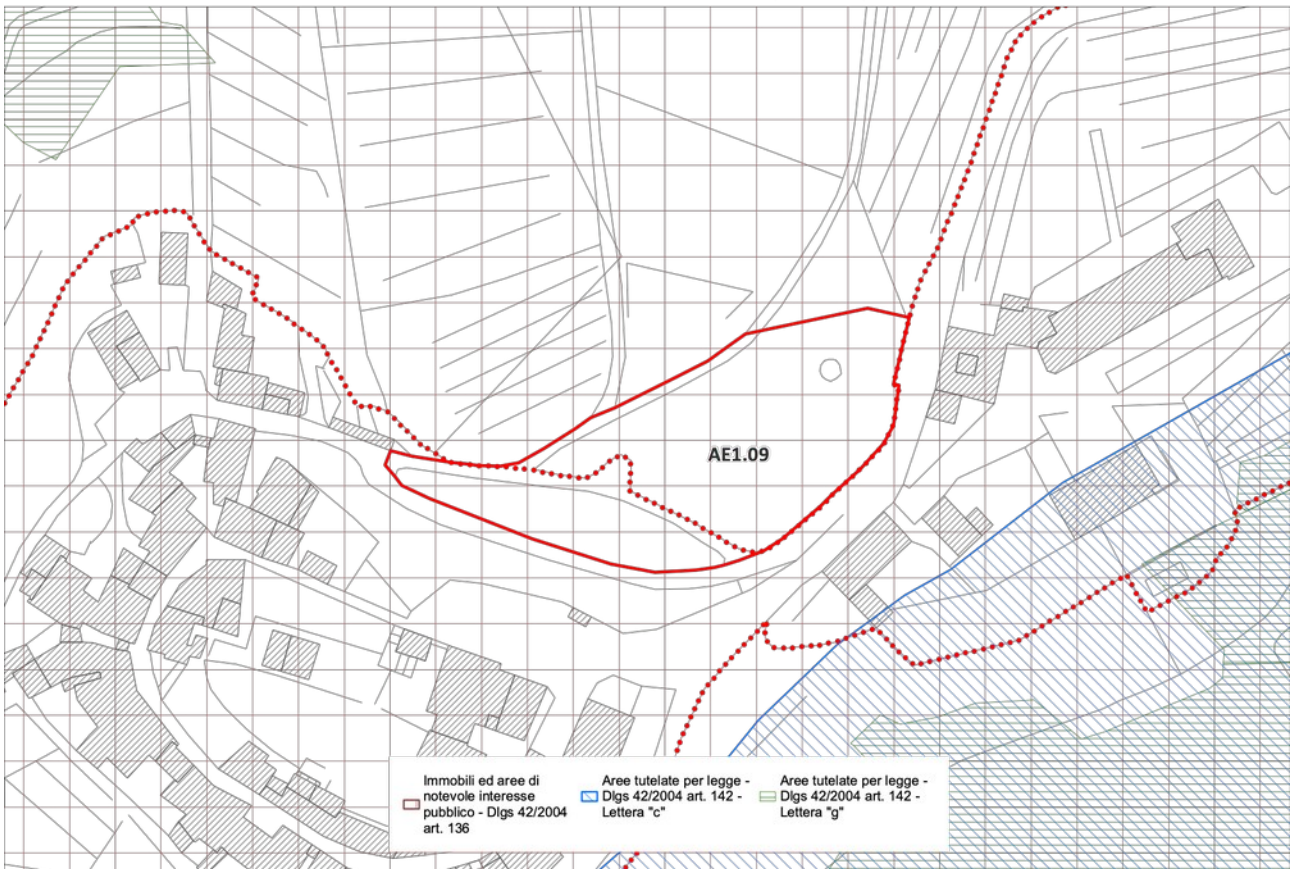 AE1.09
Immobili ed aree di
notevole interesse
pubblico - Dlgs 42/2004
art. 136
Aree tutelate per legge -
Dlgs 42/2004 art. 142 -
Lettera "c"
Aree tutelate per legge -
Dlgs 42/2004 art. 142 -
Lettera "g"